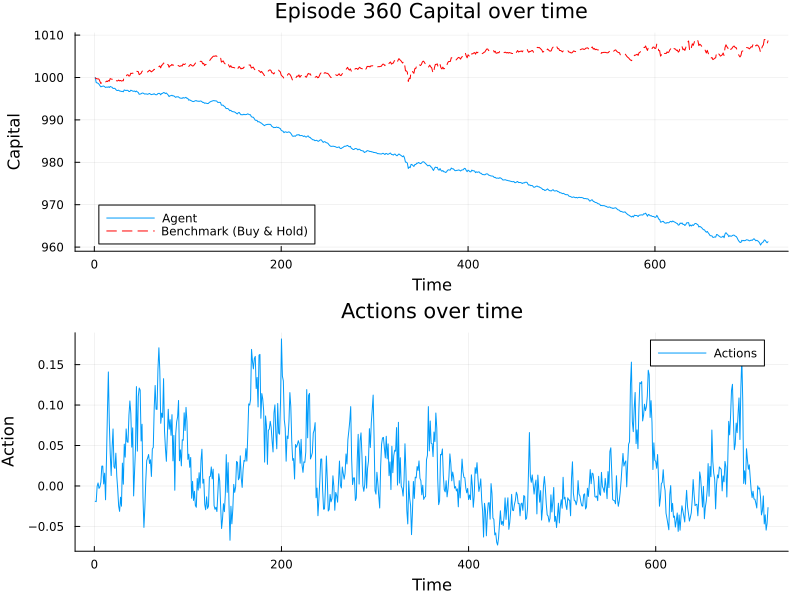 Episode 360 Capital over time
1010
1000
990
980
970
960
Capital
Agent
Benchmark (Buy & Hold)
0 200 400 600
Time
Actions over time
0.15
0.10
0.05
0.00
−0.05
Action
Actions
0 200 400 600
Time